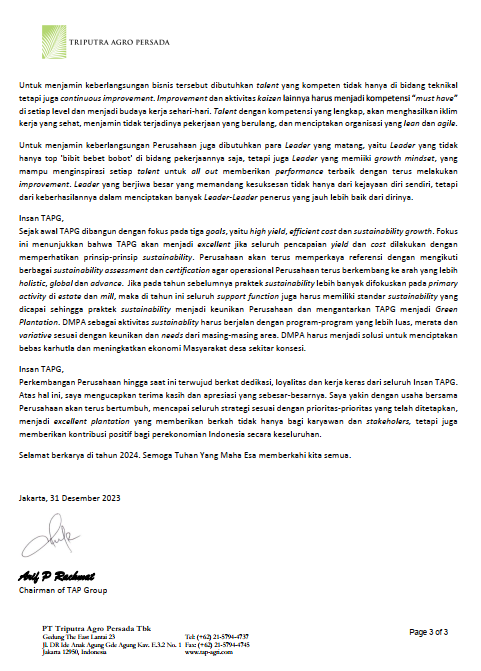 TRIPUTRA AGRO PERSADA
Untuk menjamin keberlangsungan bisnis tersebut dibutuhkan talent yang kompeten tidak hanya di bidang teknikal
tetapi juga continuous improvement. Improvement dan aktivitas kaizen lainnya harus menjadi kompetensi “must have”
di setiap level dan menjadi budaya kerja sehari-hari. Talent dengan kompetensi yang lengkap, akan menghasilkan iklim
kerja yang sehat, menjamin tidak terjadinya pekerjaan yang berulang, dan menciptakan organisasi yang lean dan agile.
Untuk menjamin keberlangsungan Perusahaan juga dibutuhkan para Leader yang matang, yaitu Leader yang tidak
hanya top 'bibit bebet bobot' di bidang pekerjaannya saja, tetapi juga Leader yang memiiki growth mindset, yang
mampu menginspirasi setiap talent untuk all out memberikan performance terbaik dengan terus melakukan
improvement. Leader yang berjiwa besar yang memandang kesuksesan tidak hanya dari kejayaan diri sendiri, tetapi
dari keberhasilannya dalam menciptakan banyak Leader-Leader penerus yang jauh lebih baik dari dirinya.
Insan TAPG,
Sejak awal TAPG dibangun dengan fokus pada tiga goals, yaitu high yield, efficient cost dan sustainability growth. Fokus
ini menunjukkan bahwa TAPG akan menjadi excellent jika seluruh pencapaian yield dan cost dilakukan dengan
memperhatikan prinsip-prinsip sustainability. Perusahaan akan terus memperkaya referensi dengan mengikuti
berbagai sustainability assessment dan certification agar operasional Perusahaan terus berkembang ke arah yang lebih
holistic, global dan advance. Jika pada tahun sebelumnya praktek sustainability lebih banyak difokuskan pada primary
activity di estate dan mill, maka di tahun ini seluruh support function juga harus memiliki standar sustainability yang
dicapai sehingga praktek sustainability menjadi keunikan Perusahaan dan mengantarkan TAPG menjadi Green
Plantation. DMPA sebagai aktivitas sustainablity harus berjalan dengan program-program yang lebih luas, merata dan
variative sesuai dengan keunikan dan needs dari masing-masing area. DMPA harus menjadi solusi untuk menciptakan
bebas karhutla dan meningkatkan ekonomi Masyarakat desa sekitar konsesi.
Insan TAPG,
Perkembangan Perusahaan hingga saat ini terwujud berkat dedikasi, loyalitas dan kerja keras dari seluruh Insan TAPG.
Atas hal ini, saya mengucapkan terima kasih dan apresiasi yang sebesar-besarnya. Saya yakin dengan usaha bersama
Perusahaan akan terus bertumbuh, mencapai seluruh strategi sesuai dengan prioritas-prioritas yang telah ditetapkan,
menjadi excellent plantation yang memberikan berkah tidak hanya bagi karyawan dan stakeholers, tetapi juga
memberikan kontribusi positif bagi perekonomian Indonesia secara keseluruhan.
Selamat berkarya di tahun 2024. Semoga Tuhan Yang Maha Esa memberkahi kita semua.
Jakarta, 31 Desember 2023
Arif P Rachmat
Chairman of TAP Group
PT Triputra Agro Persada Tbk
Gedung The East Lantai 23 Tel: (+62) 21-5794-4737
Jl. DR Ide Anak Agung Gde Agung Kav. E.3.2 No. 1 Fax: (+62) 21-5794-4745
Jakarta 12950, Indonesia www.tap-agri.com
Page 3 of 3